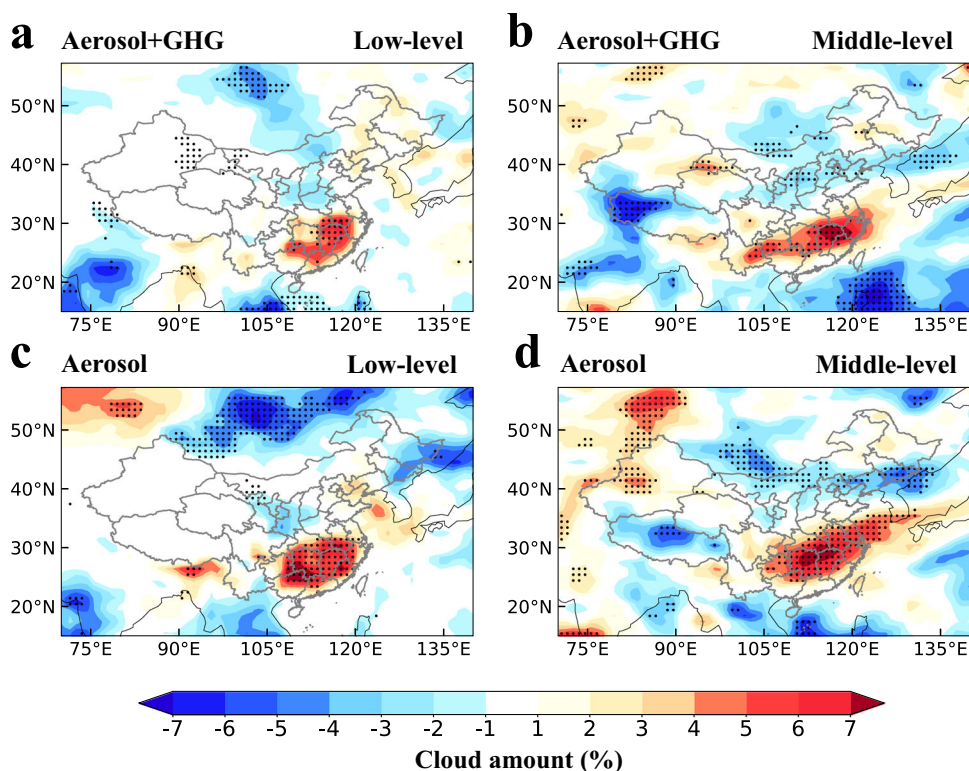 a Aerosol+GHG Low-level
b Aerosol+GHG Middle-level
50°N
40°N
30°N
20°N
75°E 90°E 105°E 120°E 135°E
50°N
40°N
30°N
20°N
75°E 90°E 105°E 120°E 135°E
c Aerosol Low-level
d Aerosol Middle-level
50°N
40°N
30°N
20°N
75°E 90°E 105°E 120°E 135°E
50°N
40°N
30°N
20°N
75°E 90°E 105°E 120°E 135°E
-7 -6 -5 -4 -3 -2 -1 1 2 3 4 5 6 7
Cloud amount (%)